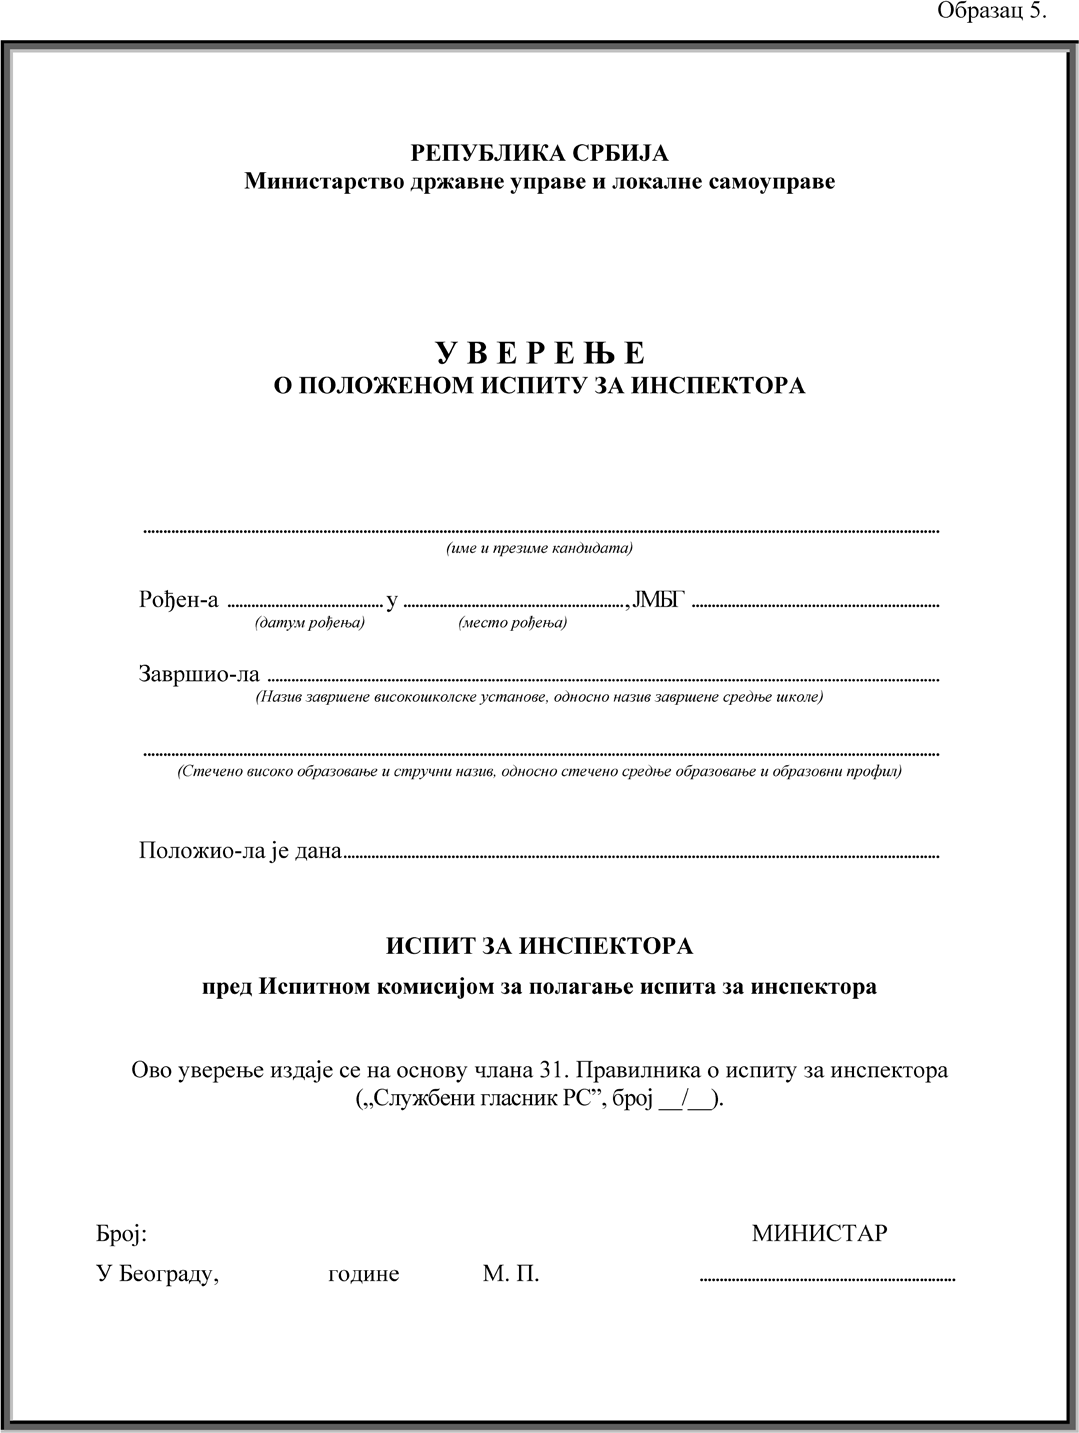 Образац 5.
РЕПУБЛИКА СРБИЈА
Министарство државне управе и локалне самоуправе
У В Е Р Е Њ Е
О ПОЛОЖЕНОМ ИСПИТУ ЗА ИНСПЕКТОРА
(име и презиме кандидата)
Рођен-а ........................ у ........................, ЈМБГ ........................
(датум рођења) (место рођења)
Завршио-ла ........................
(Назив завршене високошколске установе, односно назив завршене средње школе)
(Стечено високо образовање и стручни назив, односно стечено средње образовање и образовни профил)
Положио-ла је дана........................
ИСПИТ ЗА ИНСПЕКТОРА
пред Испитном комисијом за полагање испита за инспектора
Ово уверење издаје се на основу члана 31. Правилника о испиту за инспектора
(„Службени гласник РС”, број __/__).
Број: МИНИСТАР
У Београду, године М. П. ........................